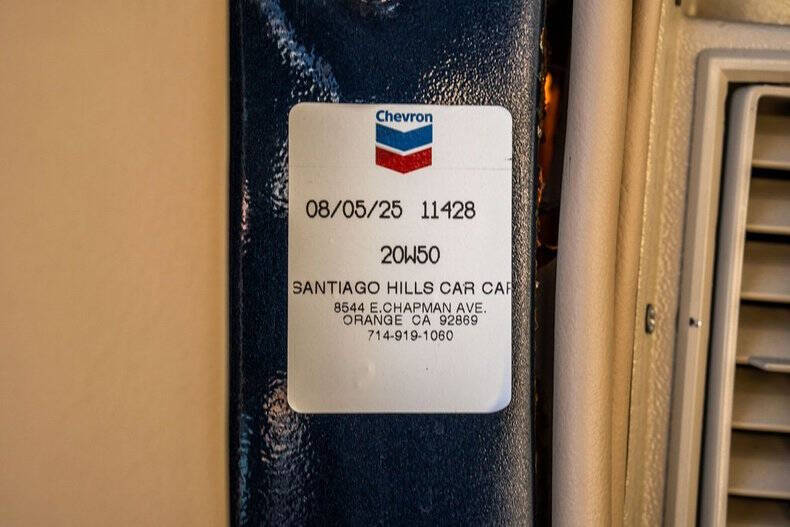 Chevron
08/05/25 11428
20W50
SANTIAGO HILLS CAR CAR
8544 E.CHAPMAN AVE.
ORANGE CA 92869
714-919-1060